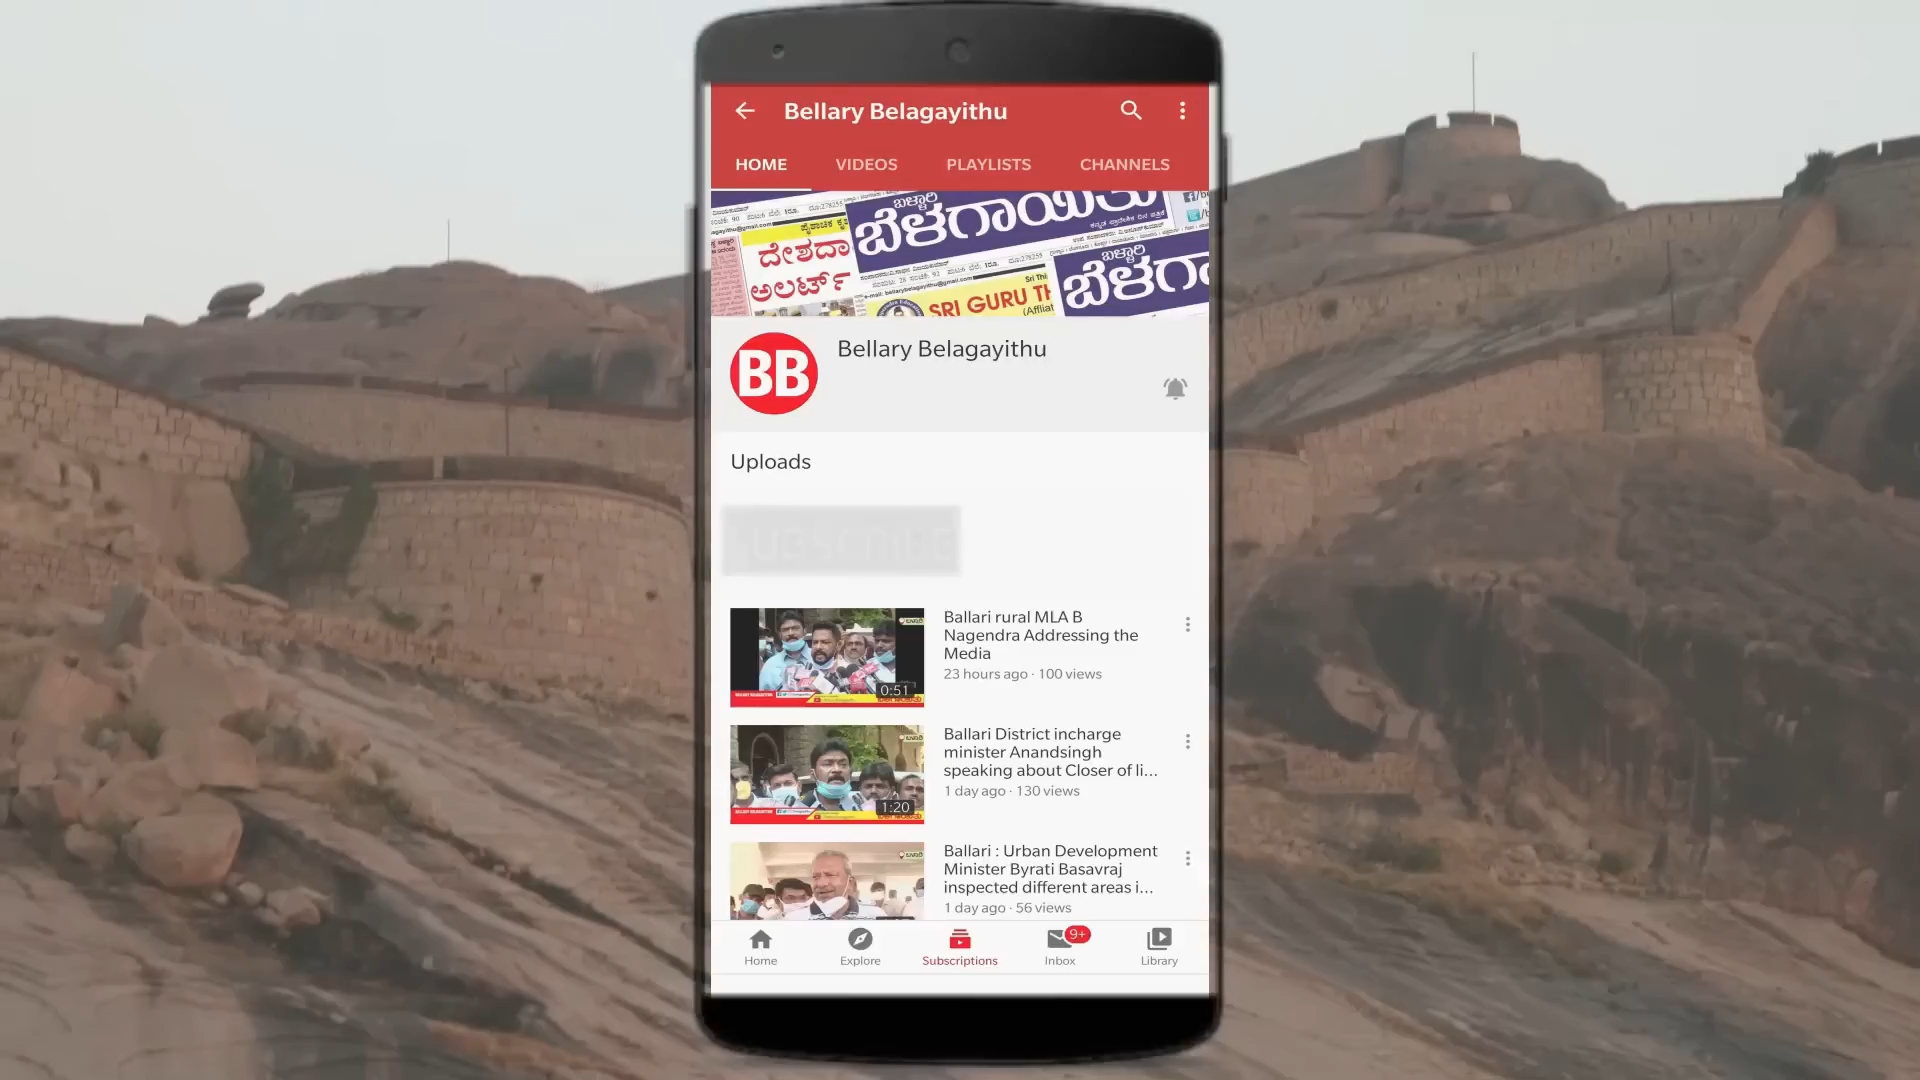 Bellary Belagayithu
HOME VIDEOS PLAYLISTS CHANNELS
ಬಳ್ಳಾರಿ
ಬೆಳಗಾಯಿತು
ದೇಶದಾ
ಅಲರ್ಟ್
SRI GURU TH
(Affliat
ಬಳ್ಳಾರಿ
ಬೆಳಗಾ
BB
Bellary Belagayithu
Uploads
Ballari rural MLA B
Nagendra Addressing the
Media
23 hours ago · 100 views
0:51
Ballari District incharge
minister Anandsingh
speaking about Closer of li...
1 day ago · 130 views
1:20
Ballari : Urban Development
Minister Byrati Basavraj
inspected different areas i...
1 day ago · 56 views
9+
Home Explore Subscriptions Inbox Library